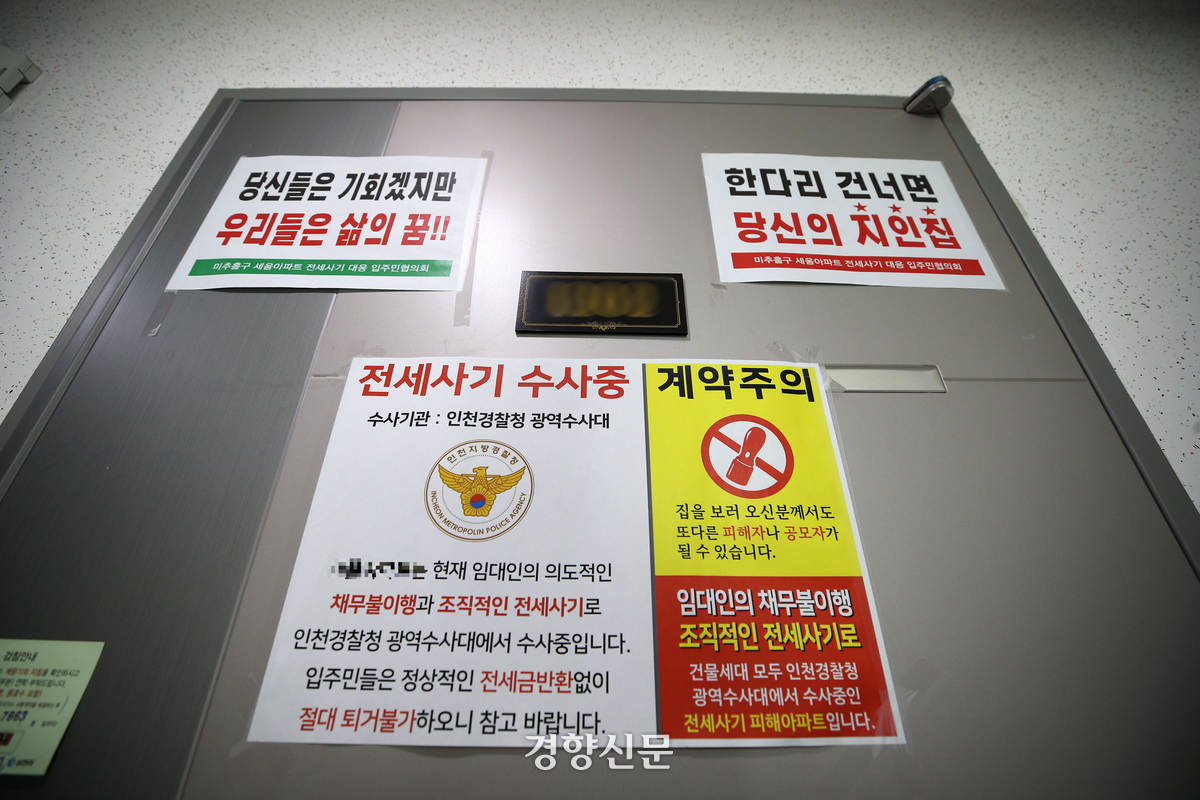 당신들은 기회겠지만
우리들은 삶의 꿈!!
미추홀구 세움아파트 전세사기 대응 입주민협의회
한다리 건너면
당신의 지인집
미추홀구 세움아파트 전세사기 대응 입주민협의회
전세사기 수사중
수사기관 : 인천경찰청 광역수사대
인천지방경찰청
INCHEON METROPOLIN POLICE AGENCY
는 현재 임대인의 의도적인
채무불이행과 조직적인 전세사기로
인천경찰청 광역수사대에서 수사중입니다.
입주민들은 정상적인 전세금반환없이
절대 퇴거불가하오니 참고 바랍니다.
계약주의
집을 보러 오신분께서도
또다른 피해자나 공모자가
될 수 있습니다.
임대인의 채무불이행
조직적인 전세사기로
건물세대 모두 인천경찰청
광역수사대에서 수사중인
전세사기 피해아파트입니다.
검침안내
7863
경향신문